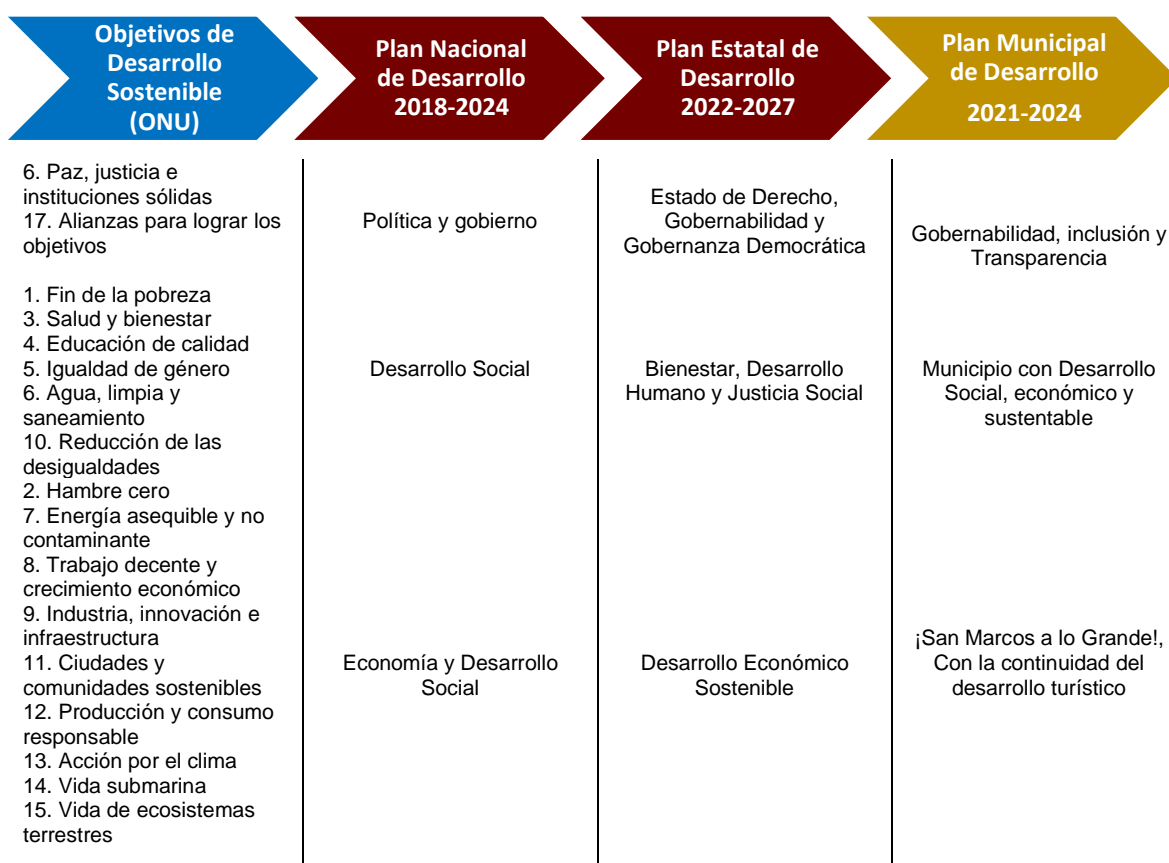 Objetivos de
Desarrollo
Sostenible
(ONU)
Plan Nacional
de Desarrollo
2018-2024
Plan Estatal de
Desarrollo
2022-2027
Plan Municipal
de Desarrollo
2021-2024
6. Paz, justicia e
instituciones sólidas
17. Alianzas para lograr los
objetivos
Política y gobierno
Estado de Derecho,
Gobernabilidad y
Gobernanza Democrática
Gobernabilidad, inclusión y
Transparencia
1. Fin de la pobreza
3. Salud y bienestar
4. Educación de calidad
5. Igualdad de género
6. Agua, limpia y
saneamiento
10. Reducción de las
desigualdades
Desarrollo Social
Bienestar, Desarrollo
Humano y Justicia Social
Municipio con Desarrollo
Social, económico y
sustentable
2. Hambre cero
7. Energía asequible y no
contaminante
8. Trabajo decente y
crecimiento económico
9. Industria, innovación e
infraestructura
11. Ciudades y
comunidades sostenibles
12. Producción y consumo
responsable
13. Acción por el clima
14. Vida submarina
15. Vida de ecosistemas
terrestres
Economía y Desarrollo
Social
Desarrollo Económico
Sostenible
¡San Marcos a lo Grande!,
Con la continuidad del
desarrollo turístico